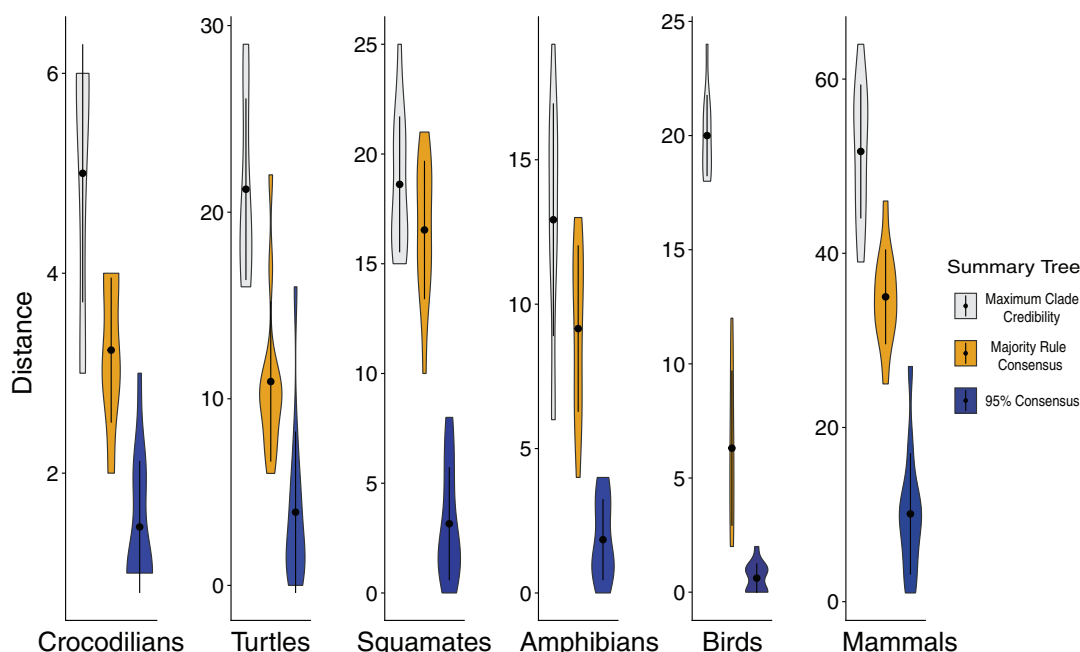 Distance
6
4
2
Crocodilians
30
20
10
0
Turtles
25
20
15
10
5
0
Squamates
15
10
5
0
Amphibians
25
20
15
10
5
0
Birds
60
40
20
0
Mammals
Summary Tree
Maximum Clade
Credibility
Majority Rule
Consensus
95% Consensus